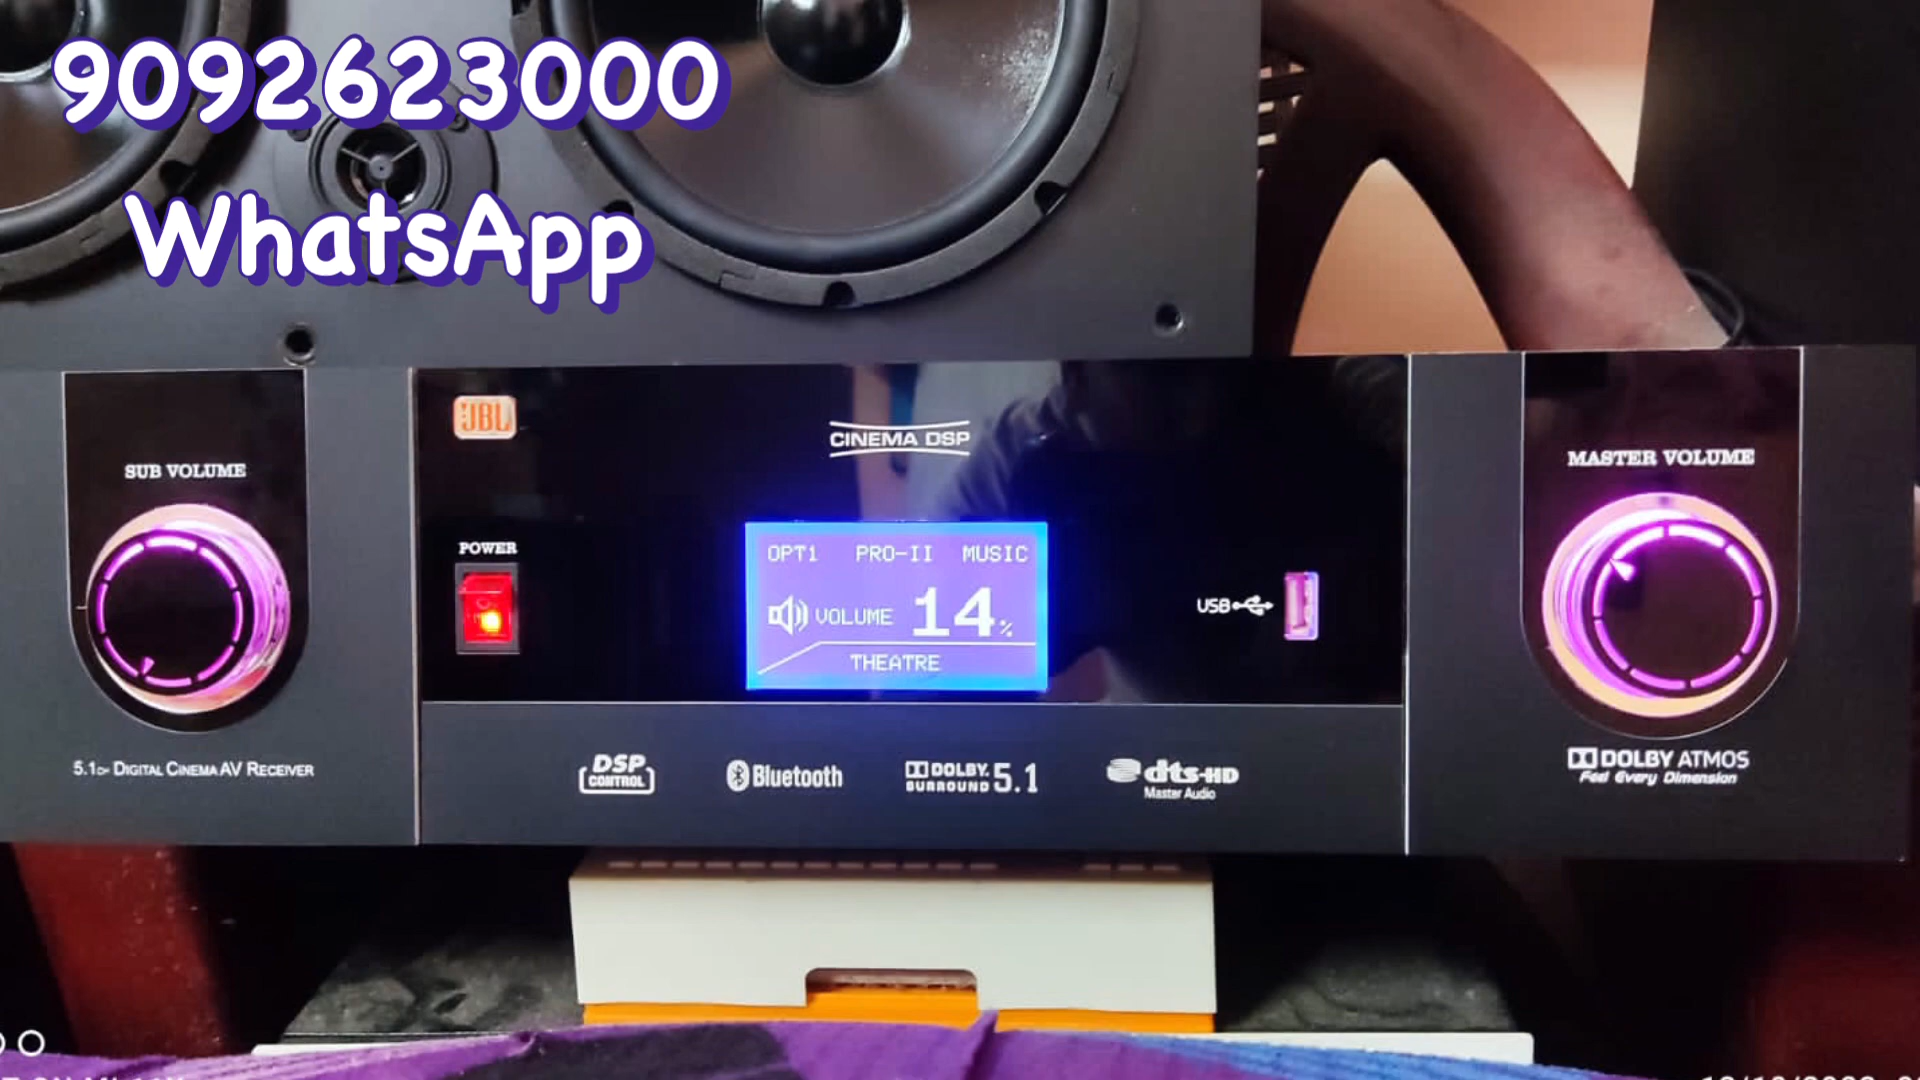 9092623000
WhatsApp
JBL
CINEMA DSP
SUB VOLUME
MASTER VOLUME
POWER
OPT1 PRO-II MUSIC
VOLUME 14%
THEATRE
USB
5.1CH DIGITAL CINEMA AV RECEIVER
DSP
CONTROL
Bluetooth
DOLBY.
SURROUND 5.1
dts-HD
Master Audio
DOLBY ATMOS
Feel Every Dimension